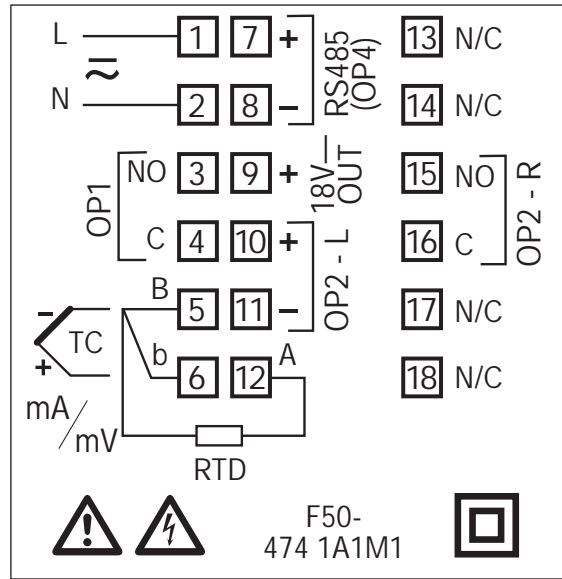 L 1 7 + 13 N/C
N 2 8 − 14 N/C
RS485
(OP4)
NO 3 9 + 15 NO
18V—
OUT
C 4 10 + 16 C
OP1
OP2 - L
OP2 - R
B 5 11 − 17 N/C
− TC +
b 6 12 A 18 N/C
mA/mV
RTD
F50-
474 1A1M1